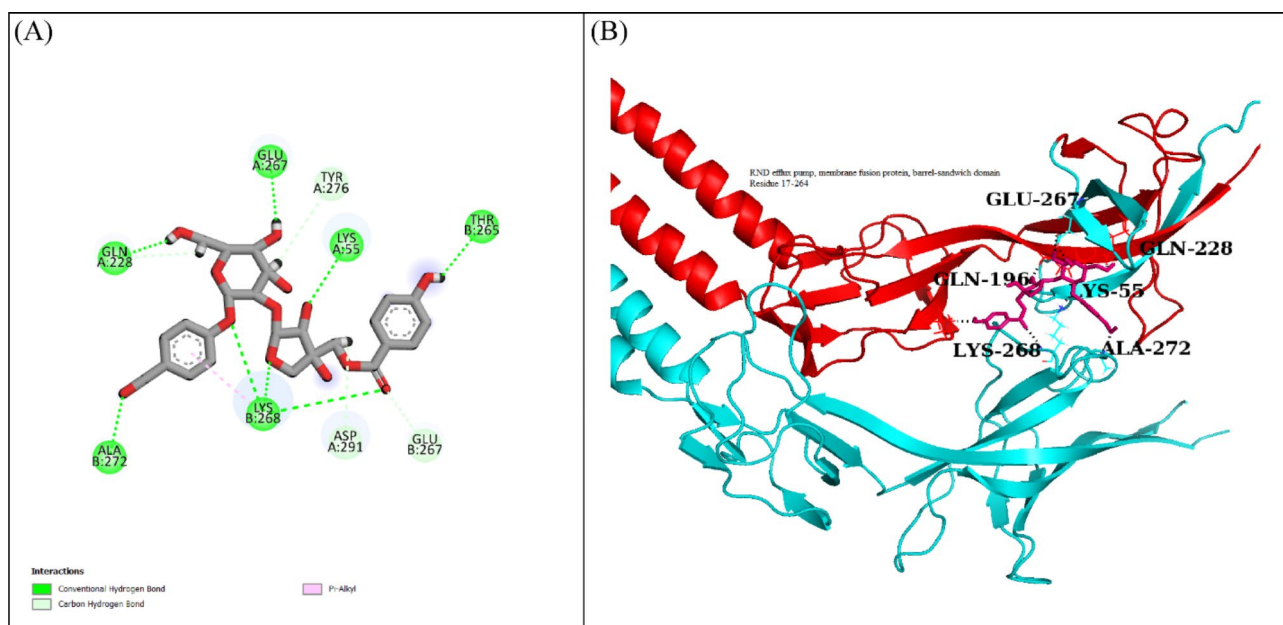 (A)
GLU
A:267
TYR
A:276
GLN
A:228
LYS
A:55
THR
B:265
LYS
B:268
ASP
A:291
GLU
B:267
ALA
B:272
Interactions
Conventional Hydrogen Bond
Carbon Hydrogen Bond
Pi-Alkyl
(B)
RND efflux pump, membrane fusion protein, barrel-sandwich domain
Residue 17-264
GLU-267
GLN-228
GLN-196
LYS-55
LYS-268
ALA-272